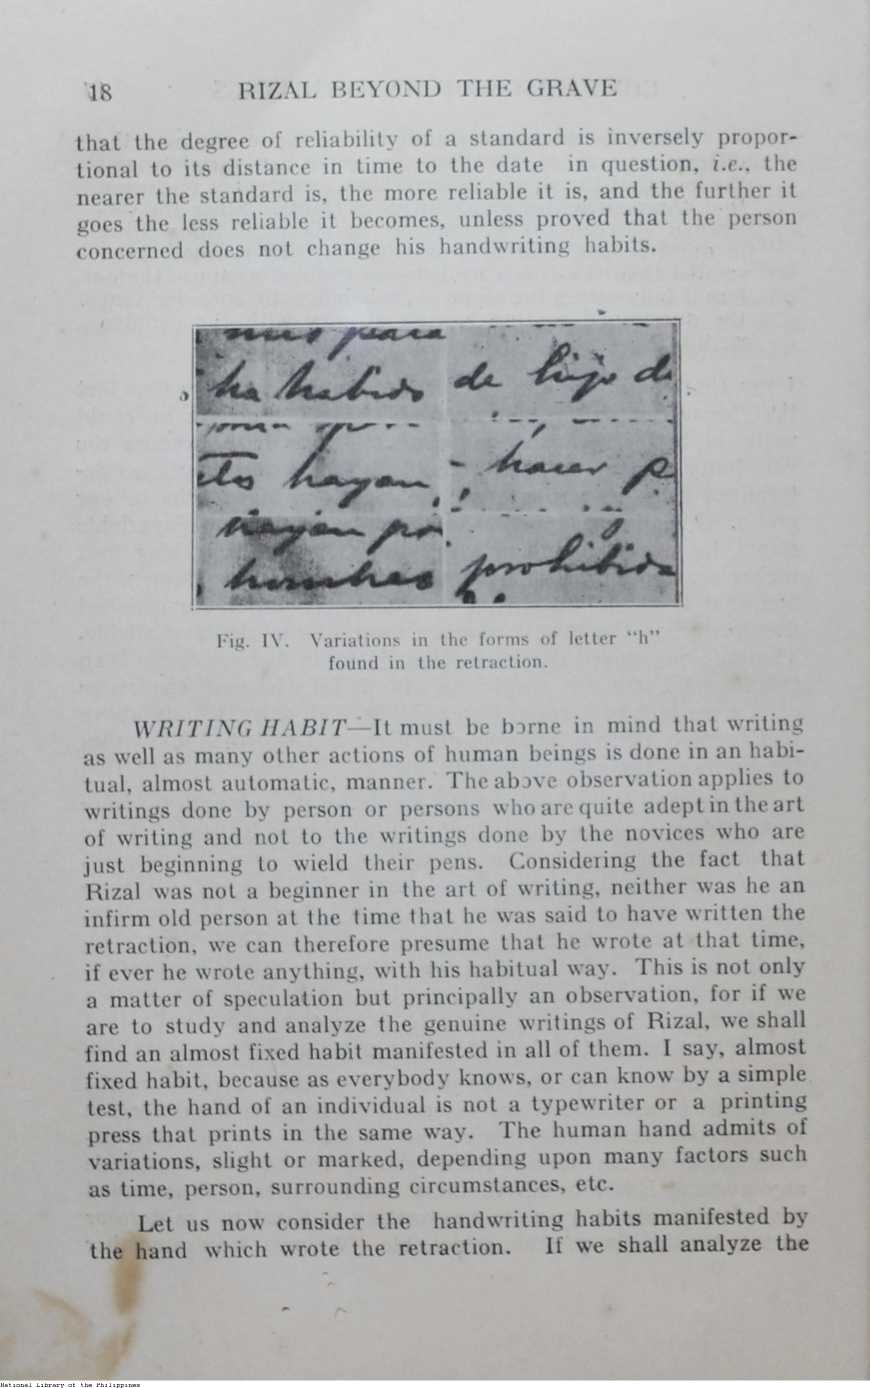 18 RIZAL BEYOND THE GRAVE
that the degree of reliability of a standard is inversely propor-
tional to its distance in time to the date in question, i.e., the
nearer the standard is, the more reliable it is, and the further it
goes the less reliable it becomes, unless proved that the person
concerned does not change his handwriting habits.
mis para
ha habido de hijo de
hayan, hacer p
hayan po
hombres prohibida
Fig. IV. Variations in the forms of letter "h"
found in the retraction.
WRITING HABIT—It must be borne in mind that writing
as well as many other actions of human beings is done in an habi-
tual, almost automatic, manner. The above observation applies to
writings done by person or persons who are quite adept in the art
of writing and not to the writings done by the novices who are
just beginning to wield their pens. Considering the fact that
Rizal was not a beginner in the art of writing, neither was he an
infirm old person at the time that he was said to have written the
retraction, we can therefore presume that he wrote at that time,
if ever he wrote anything, with his habitual way. This is not only
a matter of speculation but principally an observation, for if we
are to study and analyze the genuine writings of Rizal, we shall
find an almost fixed habit manifested in all of them. I say, almost
fixed habit, because as everybody knows, or can know by a simple
test, the hand of an individual is not a typewriter or a printing
press that prints in the same way. The human hand admits of
variations, slight or marked, depending upon many factors such
as time, person, surrounding circumstances, etc.
Let us now consider the handwriting habits manifested by
the hand which wrote the retraction. If we shall analyze the
National Library of the Philippines